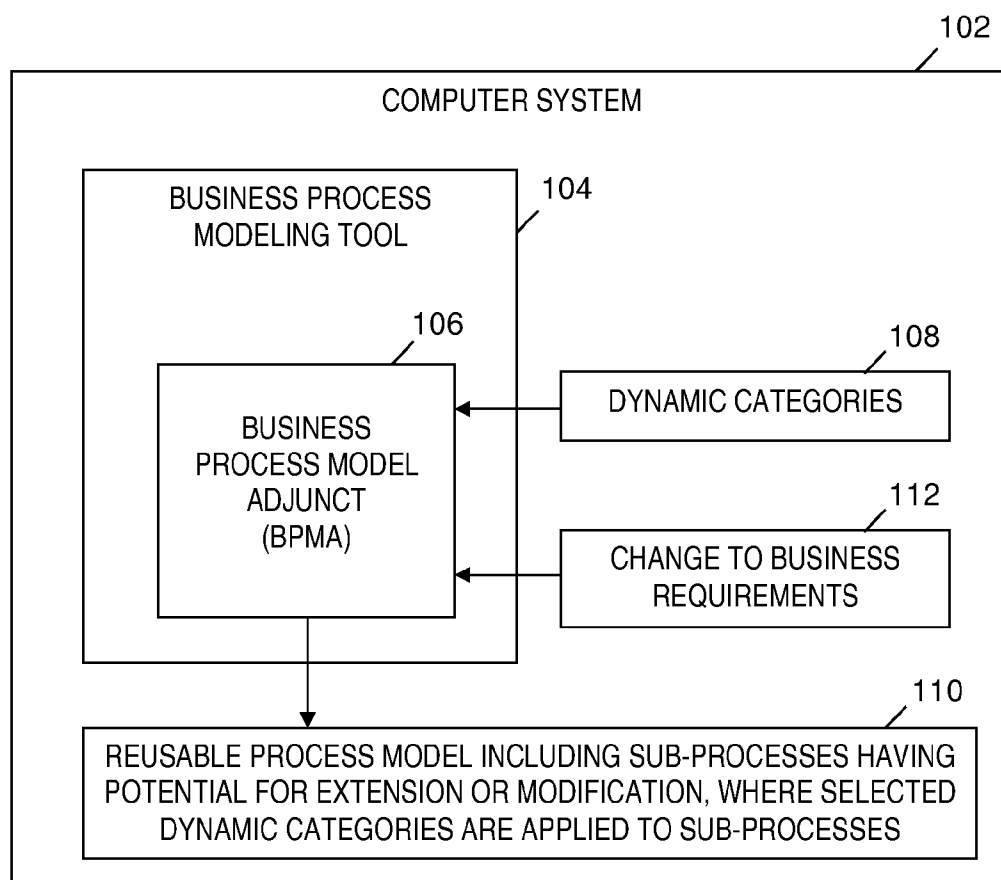 102
COMPUTER SYSTEM
BUSINESS PROCESS
MODELING TOOL
104
106
BUSINESS
PROCESS MODEL
ADJUNCT
(BPMA)
108
DYNAMIC CATEGORIES
112
CHANGE TO BUSINESS
REQUIREMENTS
110
REUSABLE PROCESS MODEL INCLUDING SUB-PROCESSES HAVING
POTENTIAL FOR EXTENSION OR MODIFICATION, WHERE SELECTED
DYNAMIC CATEGORIES ARE APPLIED TO SUB-PROCESSES